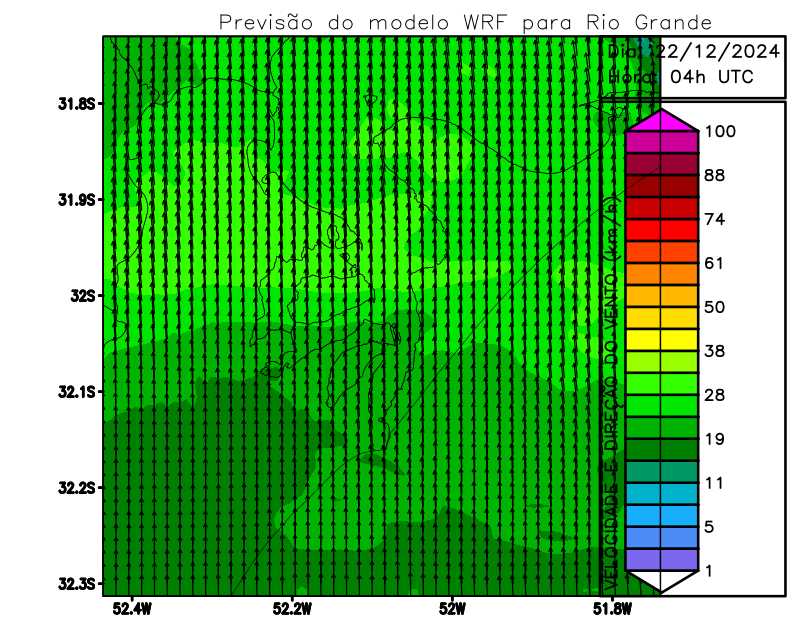 Previsão do modelo WRF para Rio Grande
Dia: 22/12/2024
Hora: 04h UTC
31.8S
31.9S
32S
32.1S
32.2S
32.3S
52.4W
52.2W
52W
51.8W
VELOCIDADE E DIREÇÃO DO VENTO (km/h)
100
88
74
61
50
38
28
19
11
5
1